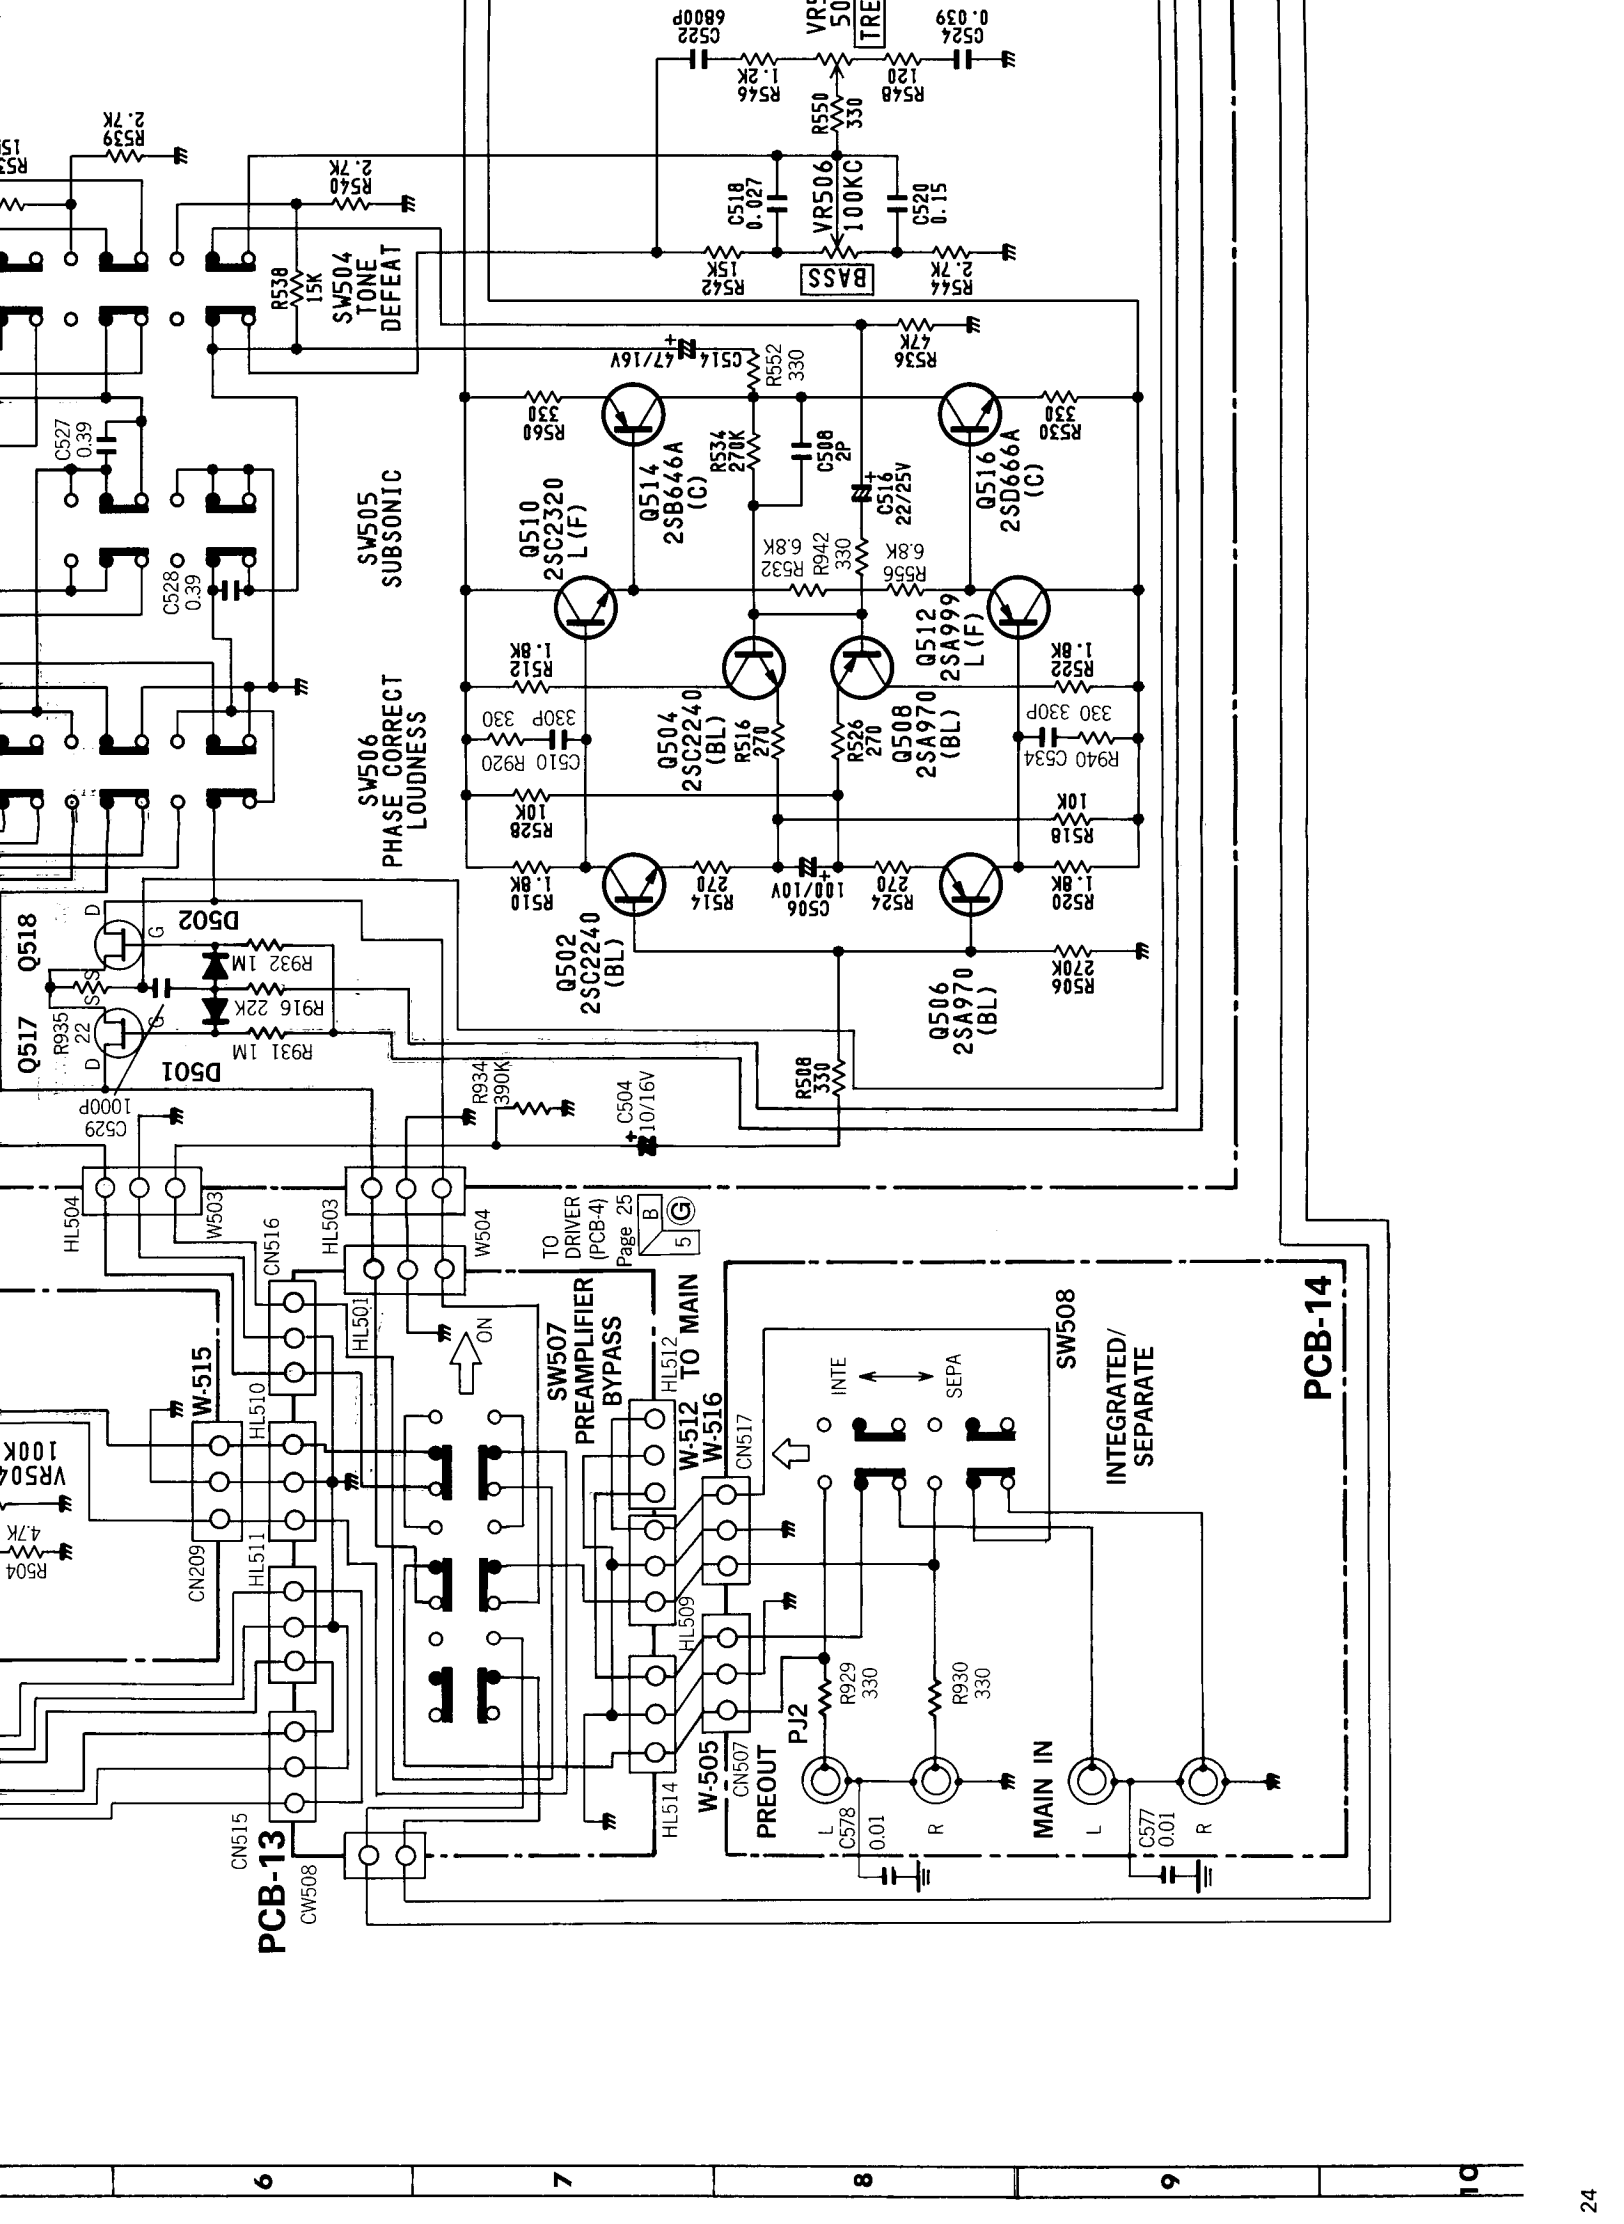 C522
6800P
C524
0.039
1.2K
R546
120
R548
R550
330
2.7K
R539
2.7K
R540
C518
0.027
VR506
100KC
C520
0.15
15K
R542
BASS
2.7K
R544
R538
15K
SW504
TONE
DEFEAT
+
47/16V
C514
R552
330
47K
R536
330
R560
330
R530
C527
0.39
R534
270K
C508
2P
Q514
2SB646A
(C)
Q516
2SD666A
(C)
C516
22/25V
+
Q510
2SC2320
L(F)
SW505
SUBSONIC
6.8K
R532
R942
330
6.8K
R556
C528
0.39
Q512
2SA999
L(F)
1.8K
R512
1.8K
R522
330 330P
R920 C510
330P 330
C534 R940
Q504
2SC2240
(BL)
R516
270
R526
270
Q508
2SA970
(BL)
SW506
PHASE CORRECT
LOUDNESS
10K
R528
10K
R518
1.8K
R510
270
R514
100/10V
+
C506
270
R524
1.8K
R520
Q518
D
G
S
D502
R932 1M
R916 22K
R931 1M
Q517
R935
22
S
G
D
D501
Q502
2SC2240
(BL)
Q506
2SA970
(BL)
270K
R506
R508
330
1000P
C529
R934
390K
C504
10/16V
+
HL504
W503
HL503
W504
CN516
HL501
TO
DRIVER
(PCB-4)
Page 25
B
5
G
ON
SW507
PREAMPLIFIER
BYPASS
HL512
TO MAIN
W-512
W-516
CN517
SW508
INTE
SEPA
INTEGRATED/
SEPARATE
PCB-14
W-515
HL510
100K
4.7K
R504
CN209
HL511
HL509
R929
330
R930
330
PJ2
W-505
CN507
PREOUT
HL514
L
C578
0.01
R
MAIN IN
L
C577
0.01
R
CN515
PCB-13
CW508
6
7
8
9
10
24